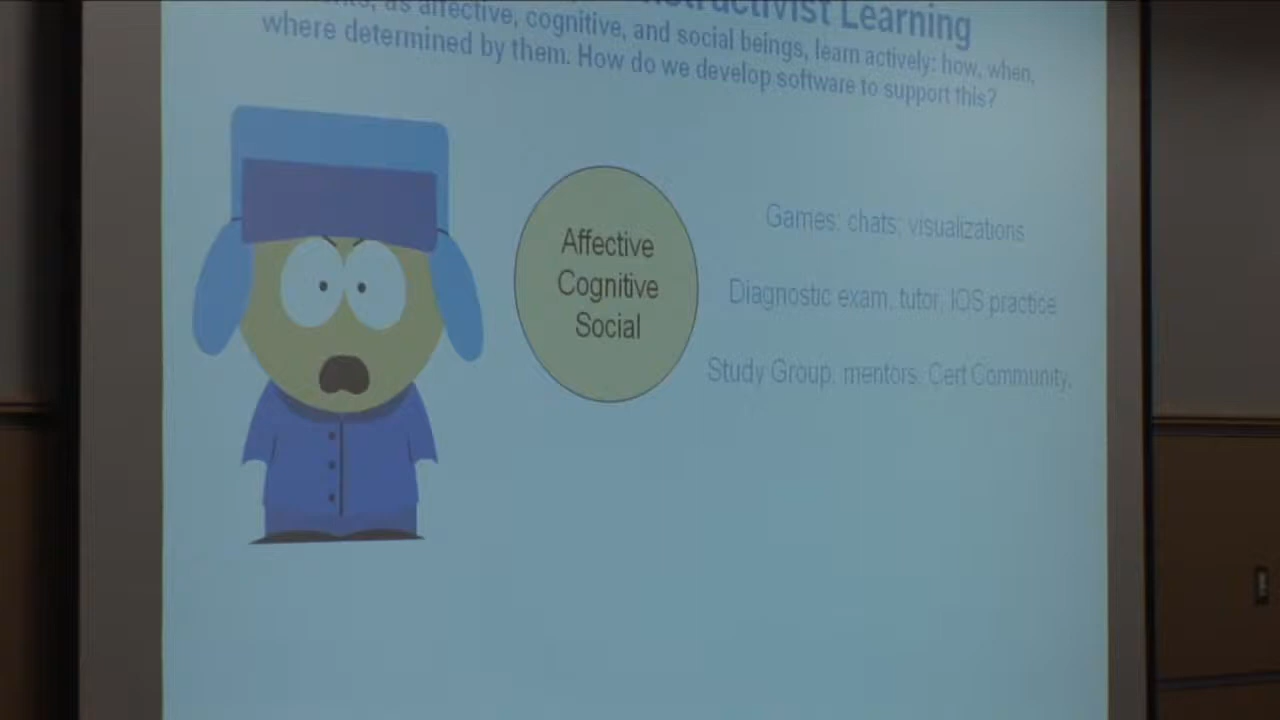 Learning
as affective, cognitive, and social beings, learn actively: how, when,
where determined by them. How do we develop software to support this?
Affective
Cognitive
Social
Games; chats; visualizations
Diagnostic exam, tutor, IOS practice
Study Group, mentors, Cert Community,